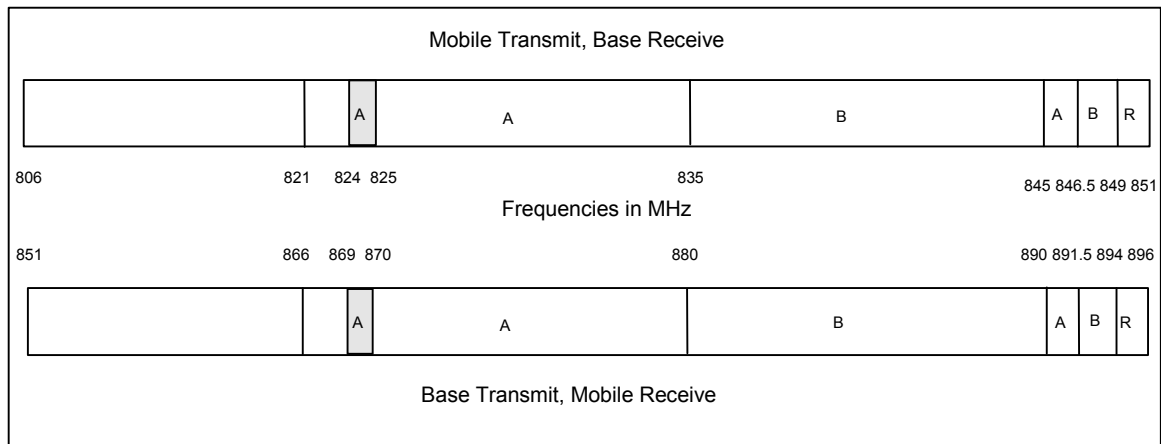 Mobile Transmit, Base Receive
A A B A B R
806 821 824 825 835 845 846.5 849 851
Frequencies in MHz
851 866 869 870 880 890 891.5 894 896
A A B A B R
Base Transmit, Mobile Receive